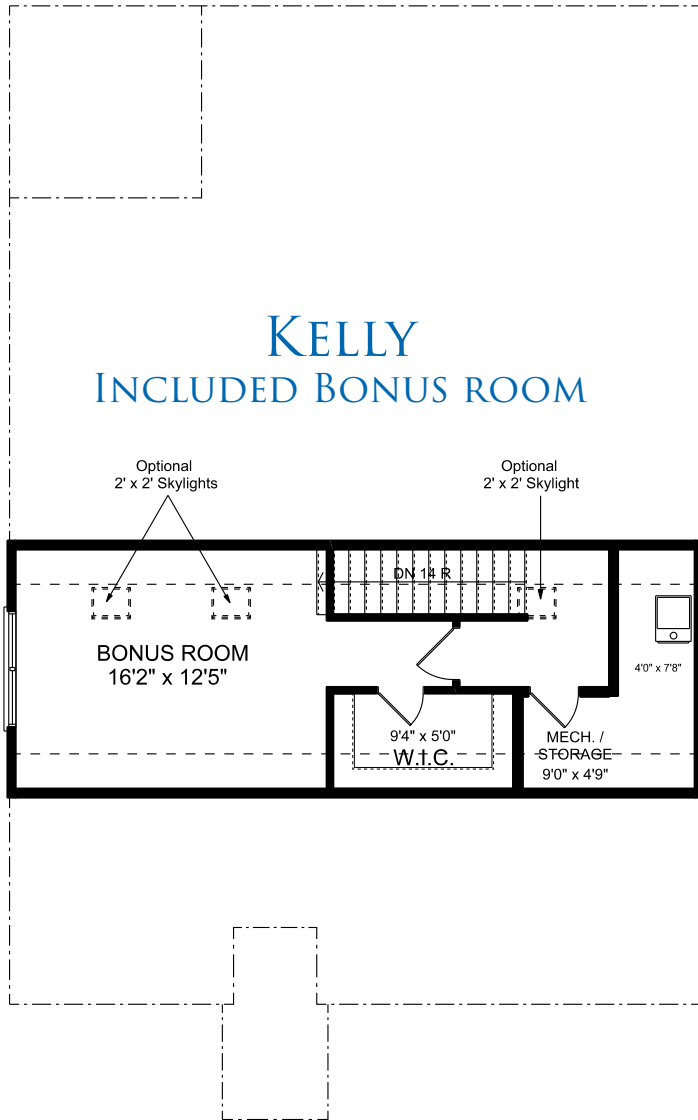 KELLY
INCLUDED BONUS ROOM
Optional
2' x 2' Skylights
Optional
2' x 2' Skylight
DN 14 R
BONUS ROOM
16'2" x 12'5"
4'0" x 7'8"
9'4" x 5'0"
W.I.C.
MECH. /
STORAGE
9'0" x 4'9"